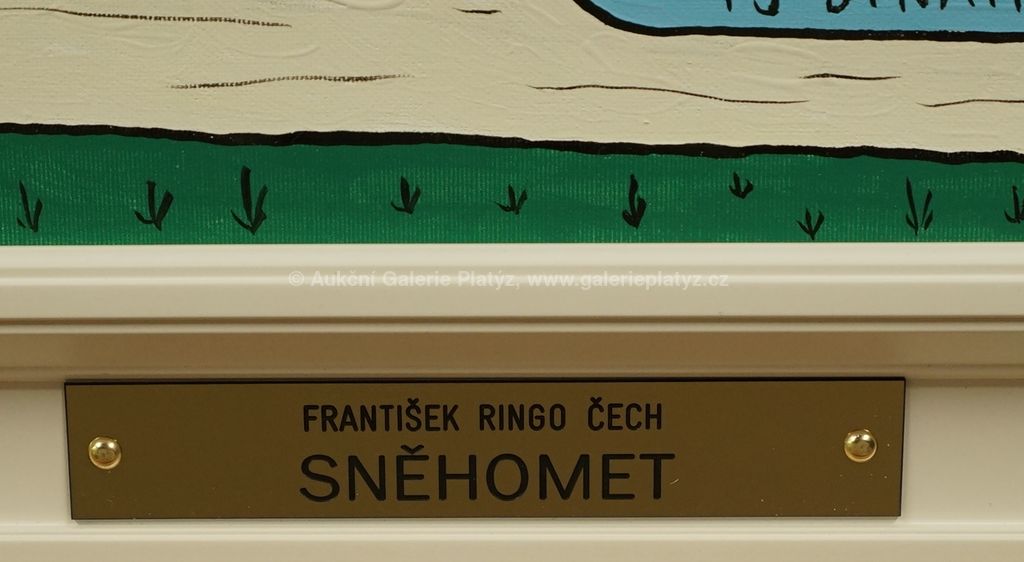 © Aukční Galerie Platýz, www.galerieplatyz.cz
FRANTIŠEK RINGO ČECH
SNĚHOMET